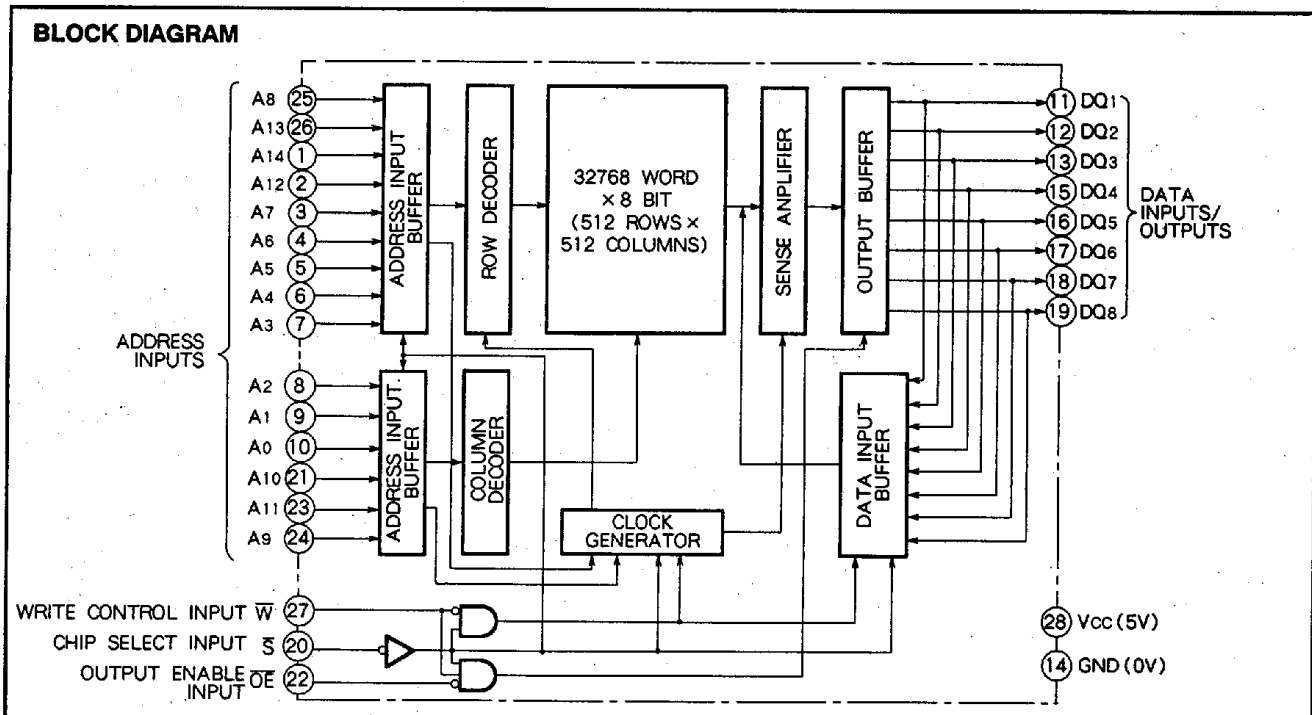 BLOCK DIAGRAM
ADDRESS INPUTS
A8 25
A13 26
A14 1
A12 2
A7 3
A6 4
A5 5
A4 6
A3 7
A2 8
A1 9
A0 10
A10 21
A11 23
A9 24
ADDRESS INPUT
BUFFER
ROW DECODER
32768 WORD
× 8 BIT
(512 ROWS ×
512 COLUMNS)
SENSE ANPLIFIER
OUTPUT BUFFER
11 DQ1
12 DQ2
13 DQ3
15 DQ4
16 DQ5
17 DQ6
18 DQ7
19 DQ8
DATA
INPUTS/
OUTPUTS
ADDRESS INPUT.
BUFFER
COLUMN
DECODER
CLOCK
GENERATOR
DATA INPUT
BUFFER
WRITE CONTROL INPUT W̅ 27
CHIP SELECT INPUT S̅ 20
OUTPUT ENABLE
INPUT O̅E̅ 22
28 Vcc (5V)
14 GND (0V)